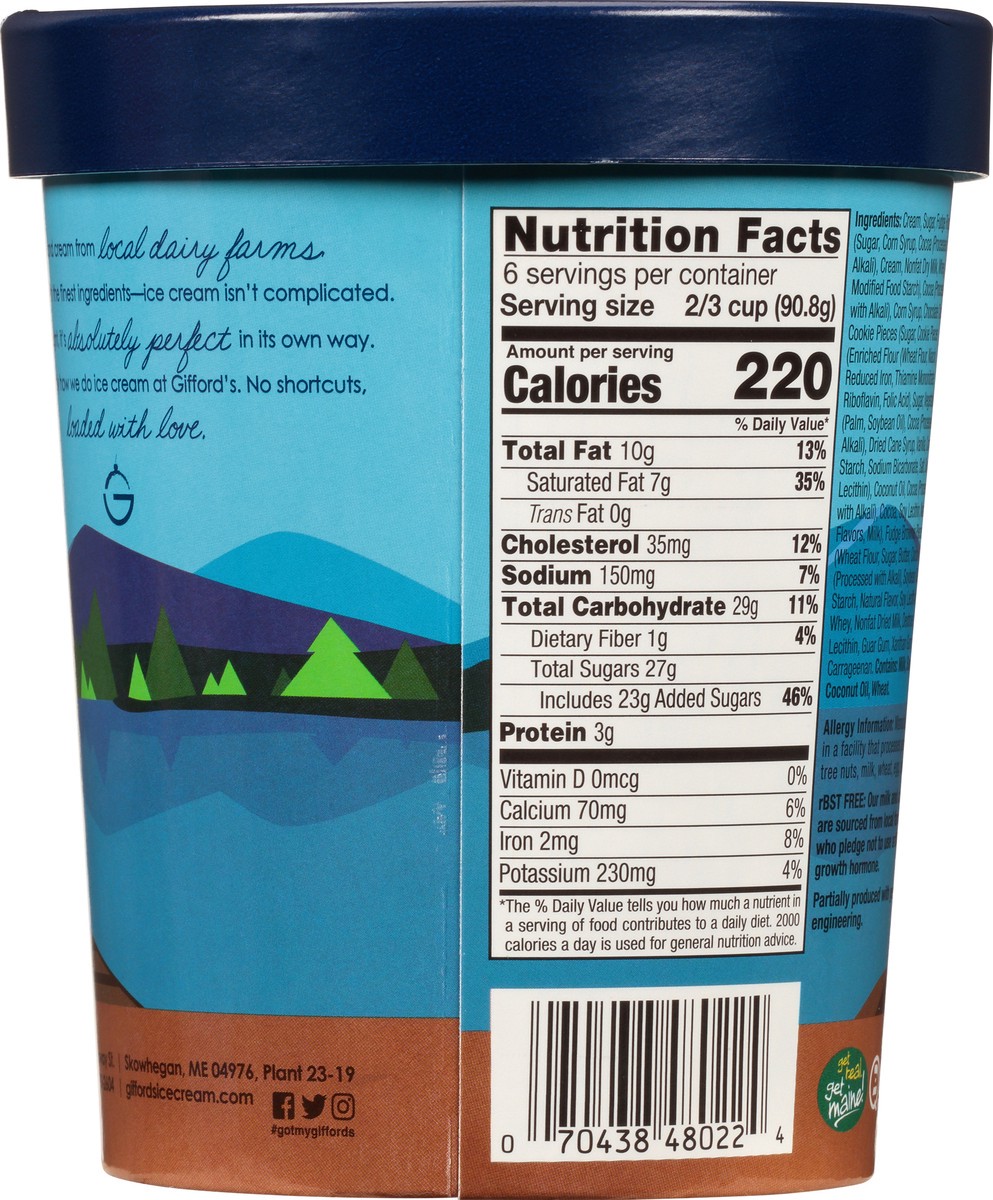 cream from local dairy farms.
finest ingredients—ice cream isn't complicated.
it's absolutely perfect in its own way.
how we do ice cream at Gifford's. No shortcuts,
loaded with love.
G
Skowhegan, ME 04976, Plant 23-19
giffordsicecream.com
#gotmygiffords
Nutrition Facts
6 servings per container
Serving size 2/3 cup (90.8g)
Amount per serving
Calories 220
% Daily Value*
Total Fat 10g 13%
Saturated Fat 7g 35%
Trans Fat 0g
Cholesterol 35mg 12%
Sodium 150mg 7%
Total Carbohydrate 29g 11%
Dietary Fiber 1g 4%
Total Sugars 27g
Includes 23g Added Sugars 46%
Protein 3g
Vitamin D 0mcg 0%
Calcium 70mg 6%
Iron 2mg 8%
Potassium 230mg 4%
*The % Daily Value tells you how much a nutrient in
a serving of food contributes to a daily diet. 2000
calories a day is used for general nutrition advice.
0 70438 48022 4
Ingredients: Cream, Sugar,
(Sugar, Corn Syrup, Cocoa
Alkali), Cream, Nonfat Dry Milk,
Modified Food Starch), Cocoa
with Alkali), Corn Syrup,
Cookie Pieces (Sugar,
(Enriched Flour (Wheat Flour,
Reduced Iron, Thiamine
Riboflavin, Folic Acid), Sugar,
(Palm, Soybean Oil), Cocoa
Alkali), Dried Cane Syrup,
Starch, Sodium Bicarbonate,
Lecithin), Coconut Oil, Cocoa
with Alkali), Cocoa, Soy Lecithin,
Flavors, Milk), Fudge
(Wheat Flour, Sugar, Butter,
(Processed with Alkali),
Starch, Natural Flavor, Soy
Whey, Nonfat Dried Milk,
Lecithin, Guar Gum,
Carrageenan. Contains: Milk,
Coconut Oil, Wheat.
Allergy Information:
in a facility that
tree nuts, milk, wheat,
rBST FREE: Our milk
are sourced from local
who pledge not to use
growth hormone.
Partially produced with
engineering.
get real
get
maine!